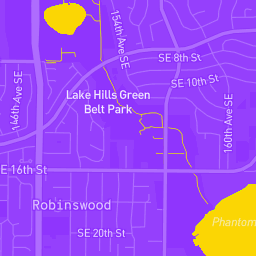 154th Ave SE
SE 8th St
SE 10th St
146th Ave SE
Lake Hills Green
Belt Park
160th Ave SE
SE 16th St
Robinswood
Phantom
SE 20th St